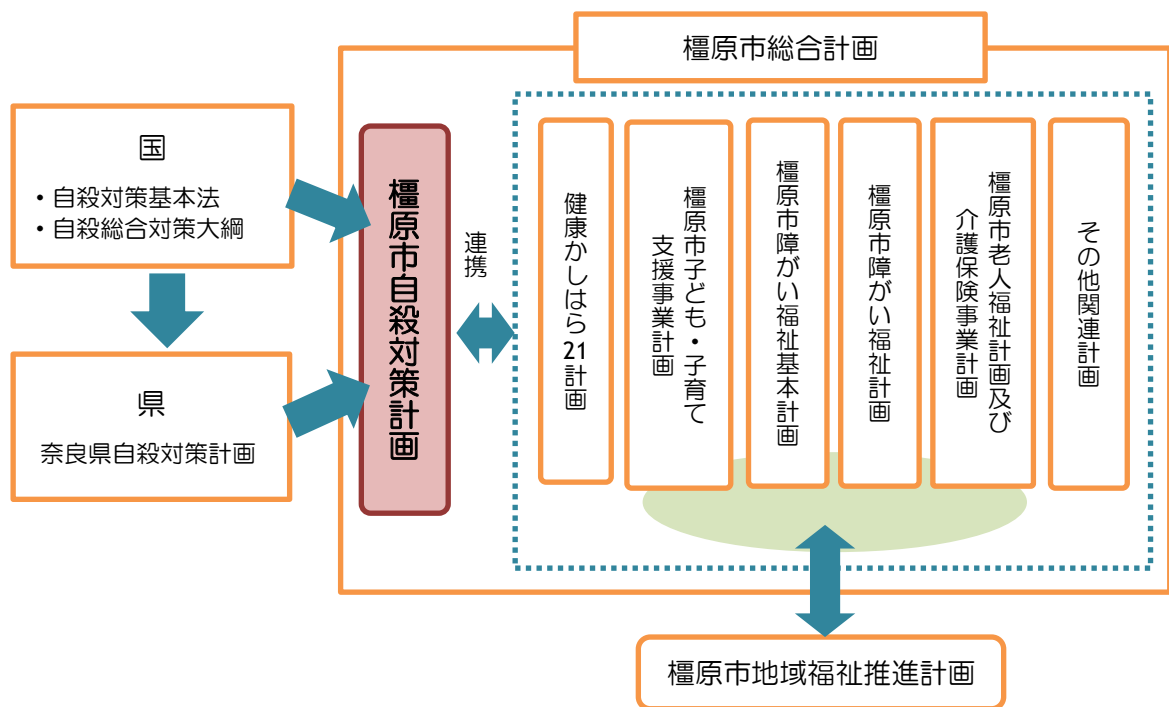 橿原市総合計画
国
・自殺対策基本法
・自殺総合対策大綱
県
奈良県自殺対策計画
橿原市自殺対策計画
連携
健康かしはら21計画
橿原市子ども・子育て
支援事業計画
橿原市障がい福祉基本計画
橿原市障がい福祉計画
橿原市老人福祉計画及び
介護保険事業計画
その他関連計画
橿原市地域福祉推進計画